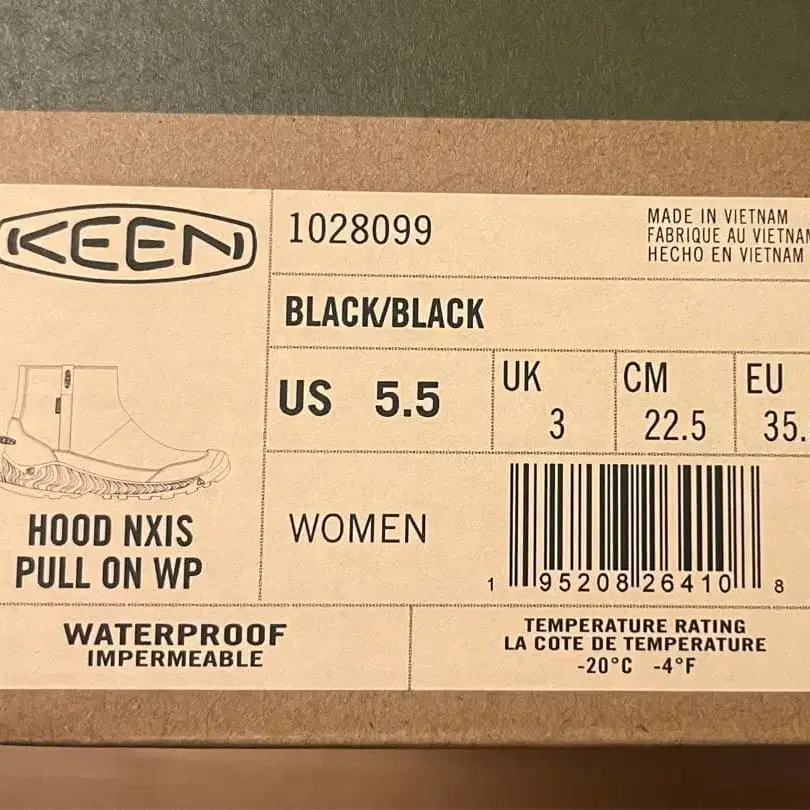 KEEN
1028099
MADE IN VIETNAM
FABRIQUE AU VIETNAM
HECHO EN VIETNAM
BLACK/BLACK
US 5.5
UK 3
CM 22.5
EU 35.
HOOD NXIS
PULL ON WP
WOMEN
1 95208 26410 8
WATERPROOF
IMPERMEABLE
TEMPERATURE RATING
LA COTE DE TEMPERATURE
-20°C -4°F